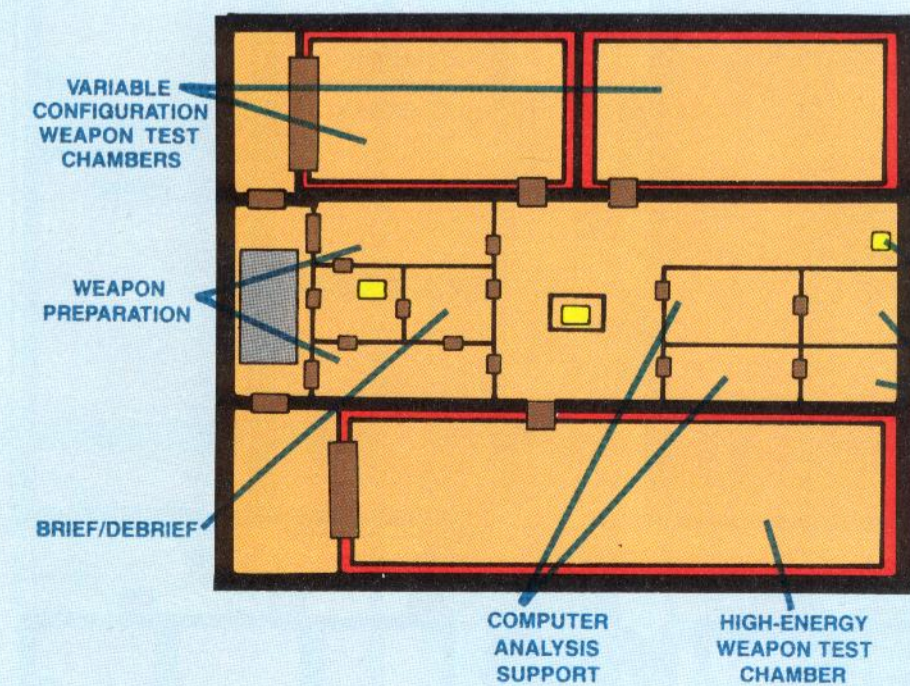 VARIABLE
CONFIGURATION
WEAPON TEST
CHAMBERS
WEAPON
PREPARATION
BRIEF/DEBRIEF
COMPUTER
ANALYSIS
SUPPORT
HIGH-ENERGY
WEAPON TEST
CHAMBER